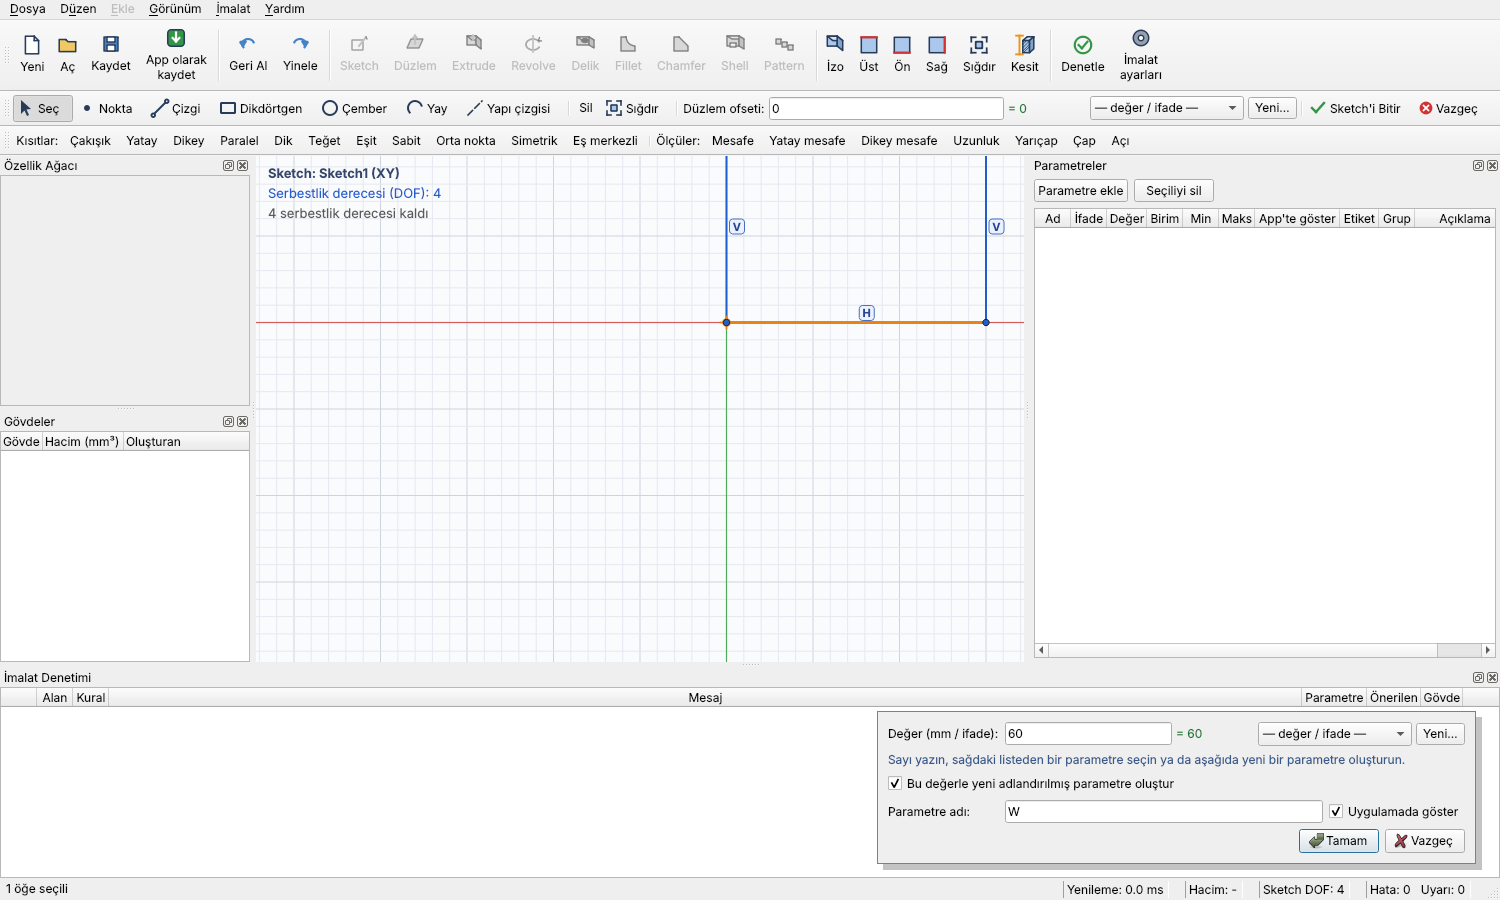 Dosya Düzen Ekle Görünüm İmalat Yardım
Yeni Aç Kaydet App olarak kaydet Geri Al Yinele Sketch Düzlem Extrude Revolve Delik Fillet Chamfer Shell Pattern İzo Üst Ön Sağ Sığdır Kesit Denetle İmalat ayarları
Seç Nokta Çizgi Dikdörtgen Çember Yay Yapı çizgisi Sil Sığdır Düzlem ofseti: 0 = 0 — değer / ifade — Yeni... Sketch'i Bitir Vazgeç
Kısıtlar: Çakışık Yatay Dikey Paralel Dik Teğet Eşit Sabit Orta nokta Simetrik Eş merkezli Ölçüler: Mesafe Yatay mesafe Dikey mesafe Uzunluk Yarıçap Çap Açı
Özellik Ağacı
Gövdeler
Gövde Hacim (mm³) Oluşturan
Sketch: Sketch1 (XY)
Serbestlik derecesi (DOF): 4
4 serbestlik derecesi kaldı
V V
H
Parametreler
Parametre ekle Seçiliyi sil
Ad İfade Değer Birim Min Maks App'te göster Etiket Grup Açıklama
İmalat Denetimi
Alan Kural Mesaj Parametre Önerilen Gövde
Değer (mm / ifade): 60 = 60 — değer / ifade — Yeni...
Sayı yazın, sağdaki listeden bir parametre seçin ya da aşağıda yeni bir parametre oluşturun.
Bu değerle yeni adlandırılmış parametre oluştur
Parametre adı: W Uygulamada göster
Tamam Vazgeç
1 öğe seçili Yenileme: 0.0 ms Hacim: - Sketch DOF: 4 Hata: 0 Uyarı: 0